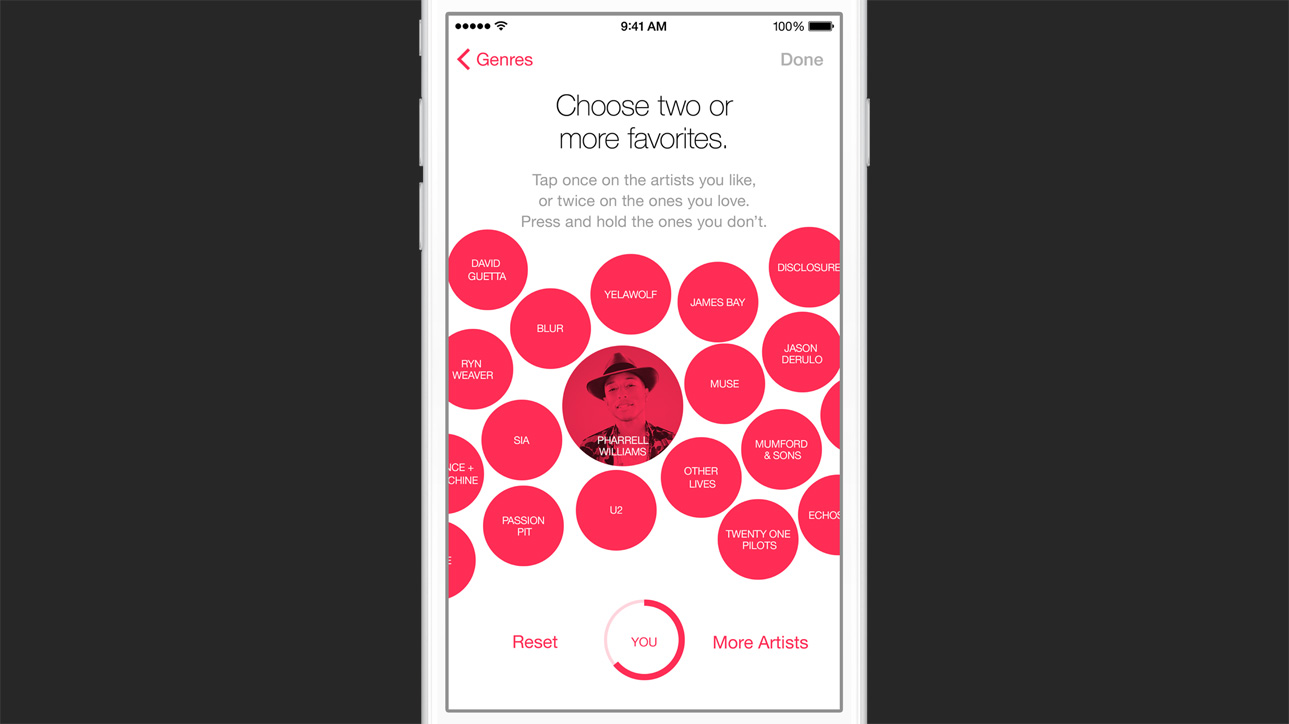 9:41 AM
100%
Genres
Done
Choose two or
more favorites.
Tap once on the artists you like,
or twice on the ones you love.
Press and hold the ones you don't.
DAVID
GUETTA
DISCLOSURE
YELAWOLF
JAMES BAY
BLUR
JASON
DERULO
RYN
WEAVER
MUSE
SIA
PHARRELL
WILLIAMS
MUMFORD
& SONS
NCE +
CHINE
OTHER
LIVES
PASSION
PIT
U2
ECHOS
TWENTY ONE
PILOTS
E
Reset
YOU
More Artists